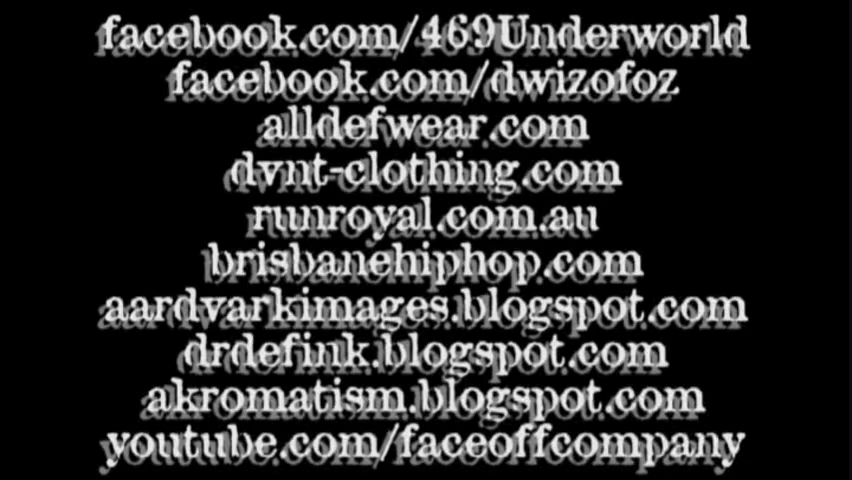 facebook.com/469Underworld
facebook.com/dwizofoz
alldefwear.com
dvnt-clothing.com
runroyal.com.au
brisbanehiphop.com
aardvarkimages.blogspot.com
drdefink.blogspot.com
akromatism.blogspot.com
youtube.com/faceoffcompany